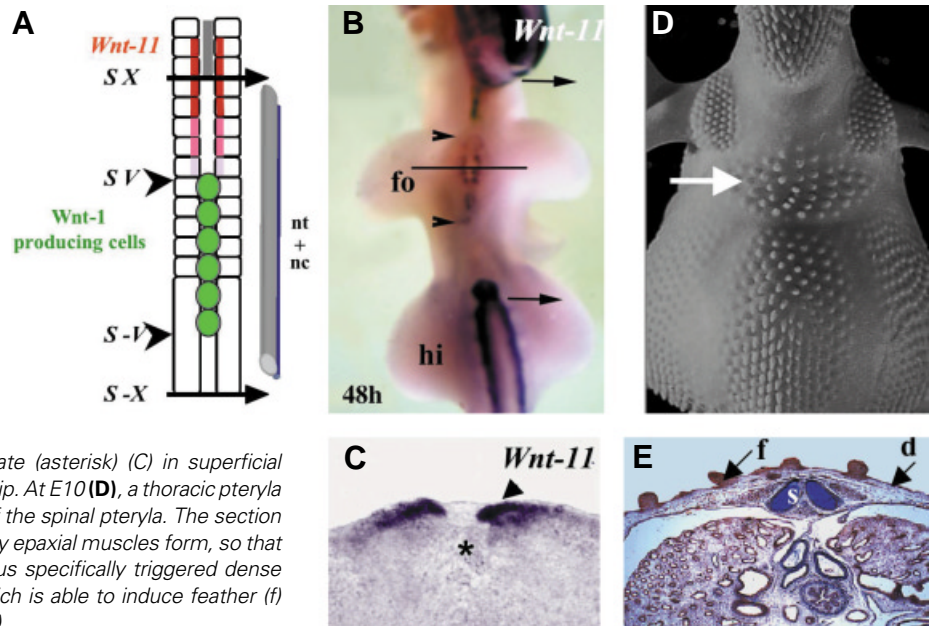 A
Wnt-11
S X
S V
Wnt-1
producing cells
nt
+
nc
S -V
S -X
B
Wnt-11
fo
hi
48h
D
ate (asterisk) (C) in superficial
ip. At E10 (D), a thoracic pteryla
f the spinal pteryla. The section
y epaxial muscles form, so that
us specifically triggered dense
ich is able to induce feather (f)
C
Wnt-11
*
E
f
d
s